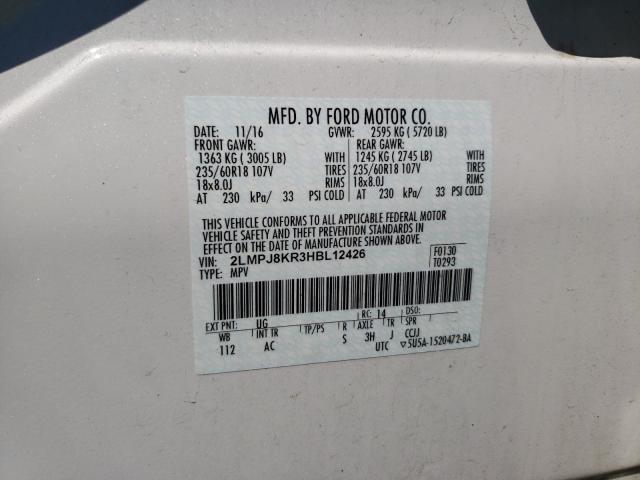 MFD. BY FORD MOTOR CO.
DATE: 11/16 GVWR: 2595 KG ( 5720 LB)
FRONT GAWR: REAR GAWR:
1363 KG ( 3005 LB) WITH 1245 KG ( 2745 LB) WITH
235/60R18 107V TIRES 235/60R18 107V TIRES
18x8.0J RIMS 18x8.0J RIMS
AT 230 kPa/ 33 PSI COLD AT 230 kPa/ 33 PSI COLD
THIS VEHICLE CONFORMS TO ALL APPLICABLE FEDERAL MOTOR
VEHICLE SAFETY AND THEFT PREVENTION STANDARDS IN
EFFECT ON THE DATE OF MANUFACTURE SHOWN ABOVE.
VIN: 2LMPJ8KR3HBL12426 F0130
TYPE: MPV T0293
EXT PNT: UG RC: 14 DSO:
WB TP/PS R AXLE TR SPR
112 AC S 3H J CCJJ
UTC ▽5U5A-1520472-BA